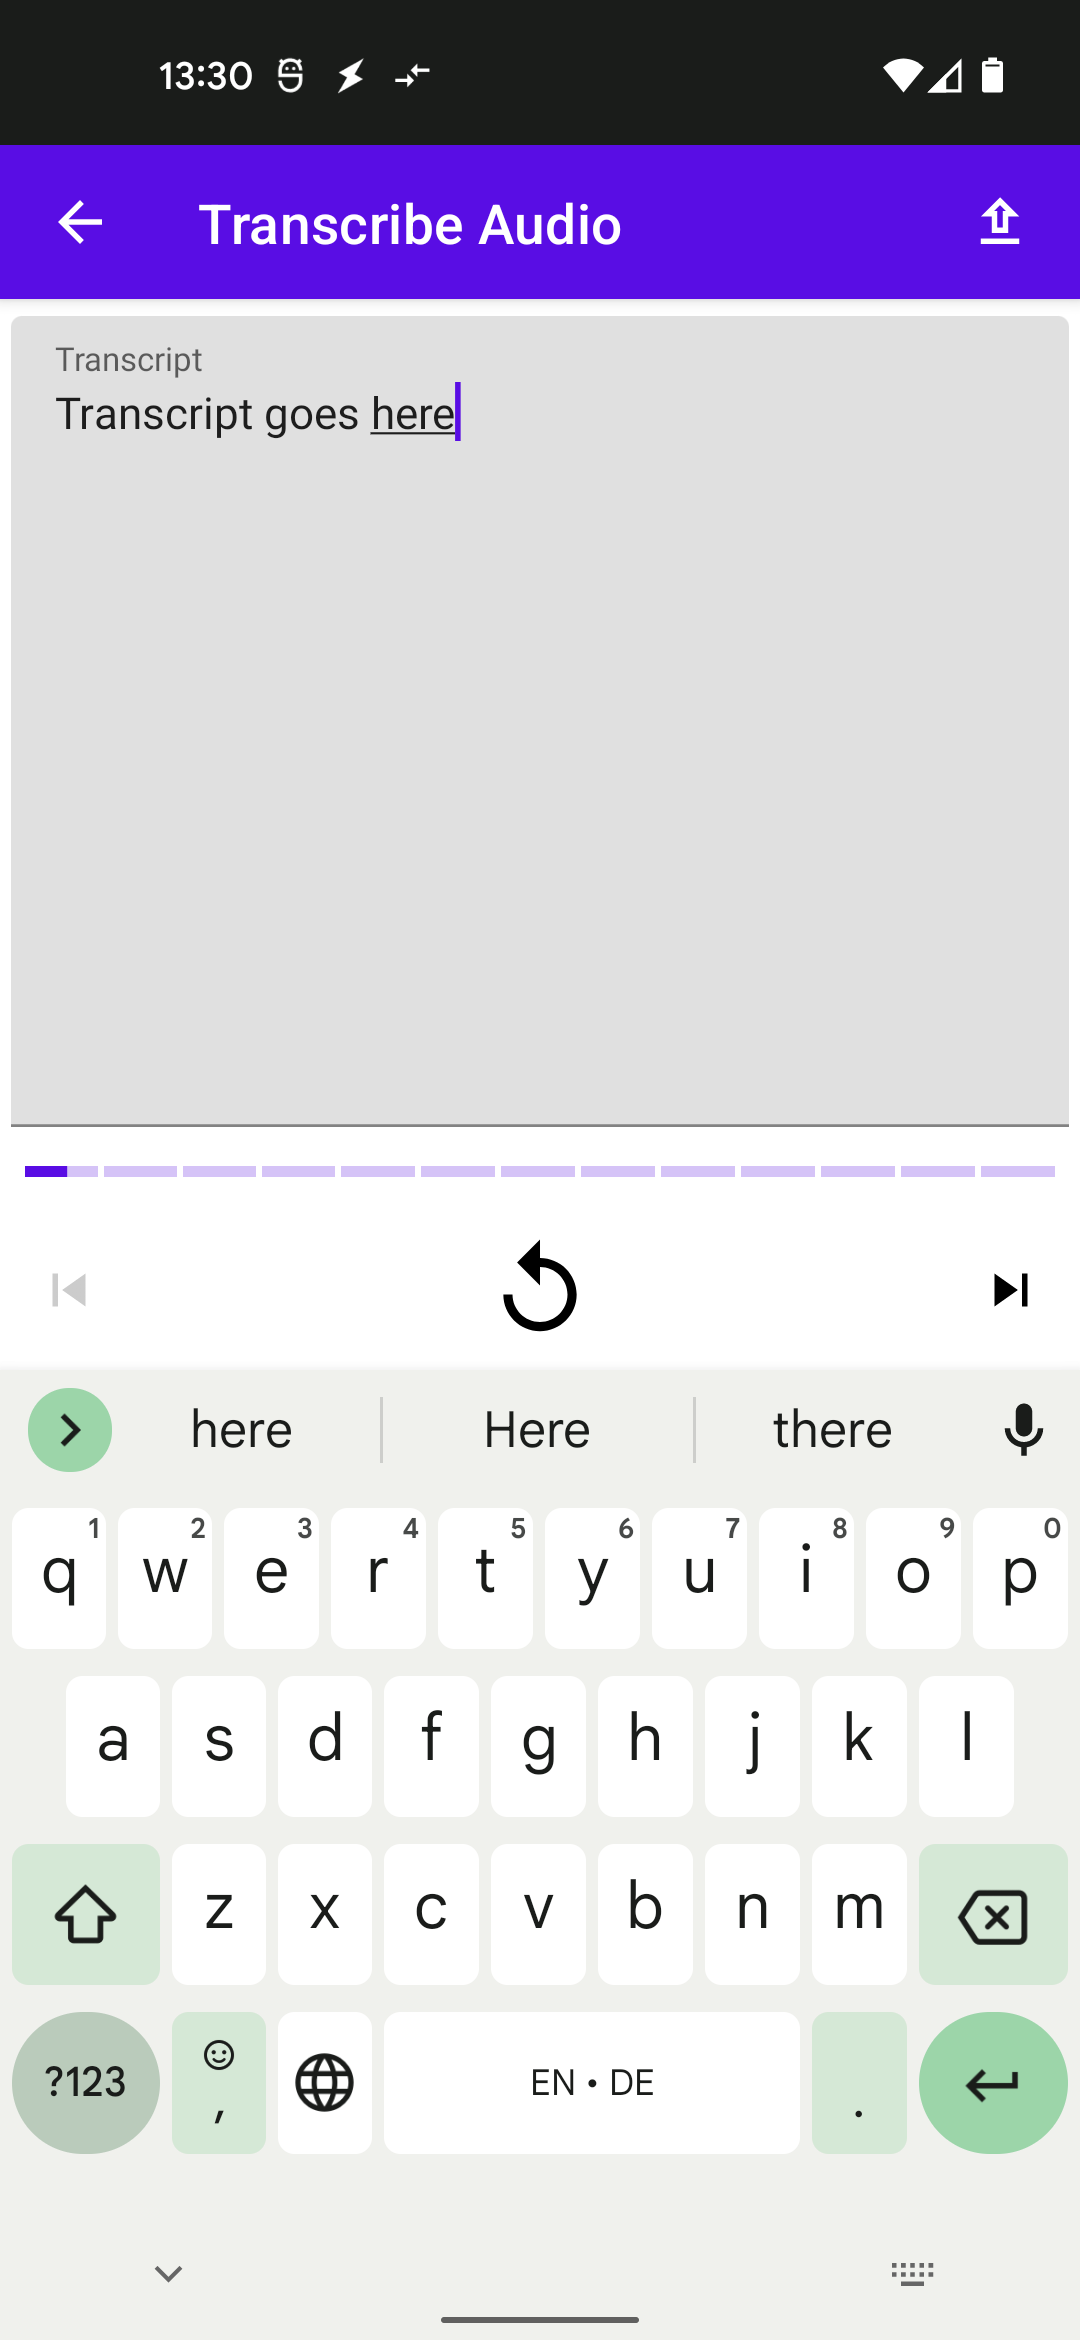 13:30
Transcribe Audio
Transcript
Transcript goes here
here Here there
1 2 3 4 5 6 7 8 9 0
q w e r t y u i o p
a s d f g h j k l
z x c v b n m
?123 , EN • DE .